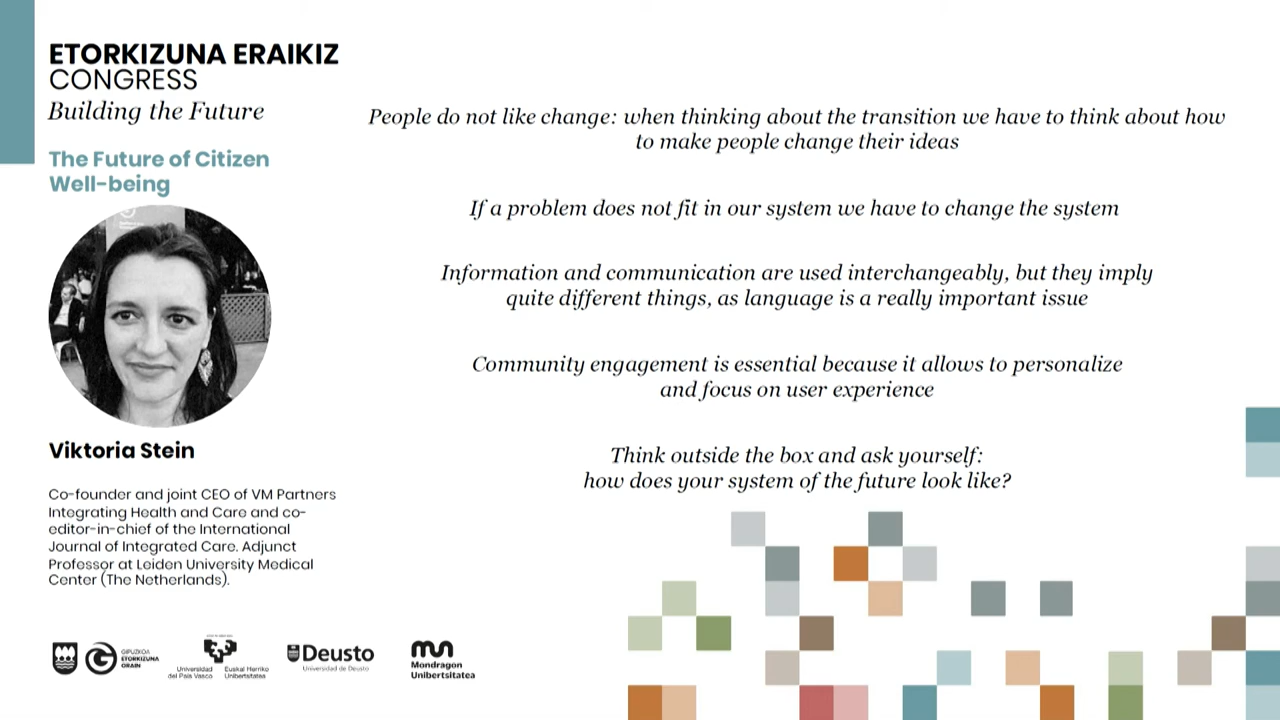 ETORKIZUNA ERAIKIZ
CONGRESS
Building the Future
The Future of Citizen
Well-being
Viktoria Stein
Co-founder and joint CEO of VM Partners
Integrating Health and Care and co-
editor-in-chief of the International
Journal of Integrated Care. Adjunct
Professor at Leiden University Medical
Center (The Netherlands).
People do not like change: when thinking about the transition we have to think about how
to make people change their ideas
If a problem does not fit in our system we have to change the system
Information and communication are used interchangeably, but they imply
quite different things, as language is a really important issue
Community engagement is essential because it allows to personalize
and focus on user experience
Think outside the box and ask yourself:
how does your system of the future look like?
GIPUZKOA
ETORKIZUNA
ORAIN
Universidad
del País Vasco
Euskal Herriko
Unibertsitatea
Deusto
Universidad de Deusto
Mondragon
Unibertsitatea